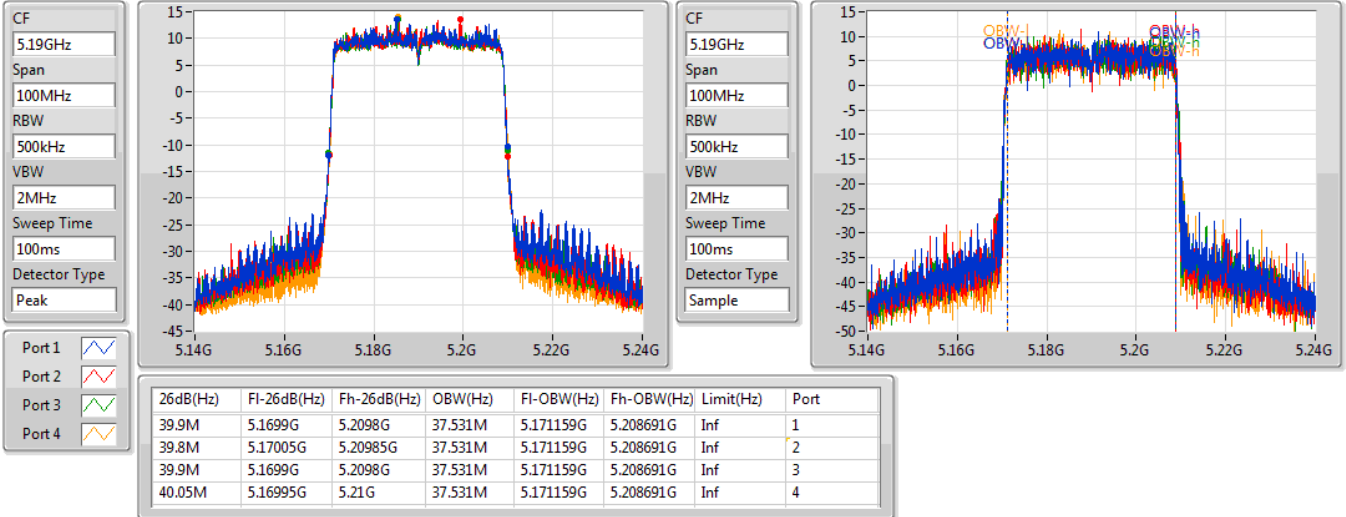 CF
5.19GHz
Span
100MHz
RBW
500kHz
VBW
2MHz
Sweep Time
100ms
Detector Type
Peak
15
10
5
0
-5
-10
-15
-20
-25
-30
-35
-40
-45
5.14G 5.16G 5.18G 5.2G 5.22G 5.24G
CF
5.19GHz
Span
100MHz
RBW
500kHz
VBW
2MHz
Sweep Time
100ms
Detector Type
Sample
15
10
5
0
-5
-10
-15
-20
-25
-30
-35
-40
-45
-50
OBW-h
OBW-h
5.14G 5.16G 5.18G 5.2G 5.22G 5.24G
Port 1
Port 2
Port 3
Port 4
26dB(Hz) Fl-26dB(Hz) Fh-26dB(Hz) OBW(Hz) Fl-OBW(Hz) Fh-OBW(Hz) Limit(Hz) Port
39.9M 5.1699G 5.2098G 37.531M 5.171159G 5.208691G Inf 1
39.8M 5.17005G 5.20985G 37.531M 5.171159G 5.208691G Inf 2
39.9M 5.1699G 5.2098G 37.531M 5.171159G 5.208691G Inf 3
40.05M 5.16995G 5.21G 37.531M 5.171159G 5.208691G Inf 4